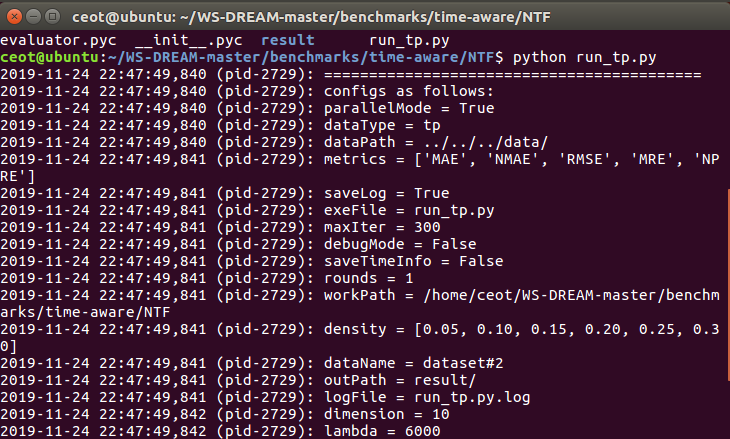 ceot@ubuntu: ~/WS-DREAM-master/benchmarks/time-aware/NTF
evaluator.pyc  __init__.pyc  result      run_tp.py
ceot@ubuntu:~/WS-DREAM-master/benchmarks/time-aware/NTF$ python run_tp.py
2019-11-24 22:47:49,840 (pid-2729): ==========================================
2019-11-24 22:47:49,840 (pid-2729): configs as follows:
2019-11-24 22:47:49,840 (pid-2729): parallelMode = True
2019-11-24 22:47:49,840 (pid-2729): dataType = tp
2019-11-24 22:47:49,840 (pid-2729): dataPath = ../../../data/
2019-11-24 22:47:49,841 (pid-2729): metrics = ['MAE', 'NMAE', 'RMSE', 'MRE', 'NP
RE']
2019-11-24 22:47:49,841 (pid-2729): saveLog = True
2019-11-24 22:47:49,841 (pid-2729): exeFile = run_tp.py
2019-11-24 22:47:49,841 (pid-2729): maxIter = 300
2019-11-24 22:47:49,841 (pid-2729): debugMode = False
2019-11-24 22:47:49,841 (pid-2729): saveTimeInfo = False
2019-11-24 22:47:49,841 (pid-2729): rounds = 1
2019-11-24 22:47:49,841 (pid-2729): workPath = /home/ceot/WS-DREAM-master/benchm
arks/time-aware/NTF
2019-11-24 22:47:49,841 (pid-2729): density = [0.05, 0.10, 0.15, 0.20, 0.25, 0.3
0]
2019-11-24 22:47:49,841 (pid-2729): dataName = dataset#2
2019-11-24 22:47:49,841 (pid-2729): outPath = result/
2019-11-24 22:47:49,841 (pid-2729): logFile = run_tp.py.log
2019-11-24 22:47:49,842 (pid-2729): dimension = 10
2019-11-24 22:47:49,842 (pid-2729): lambda = 6000